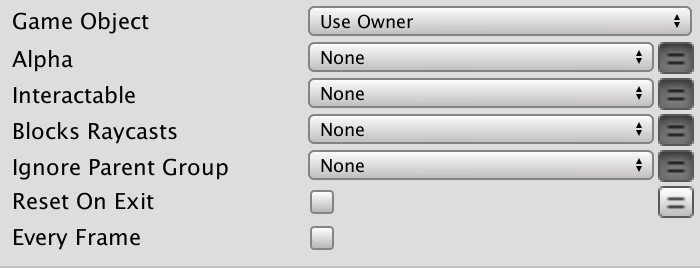 Game Object Use Owner
Alpha None
Interactable None
Blocks Raycasts None
Ignore Parent Group None
Reset On Exit
Every Frame